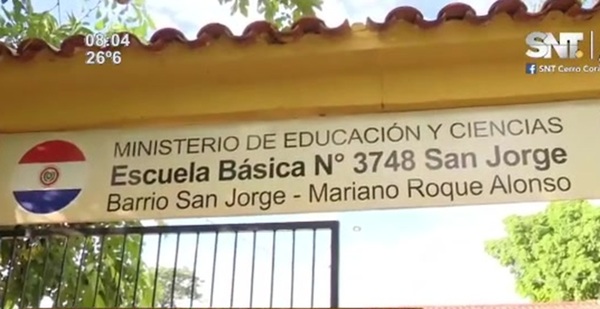 08:04
26°6
SNT
SNT Cerro Cor
MINISTERIO DE EDUCACIÓN Y CIENCIAS
Escuela Básica N° 3748 San Jorge
Barrio San Jorge - Mariano Roque Alonso